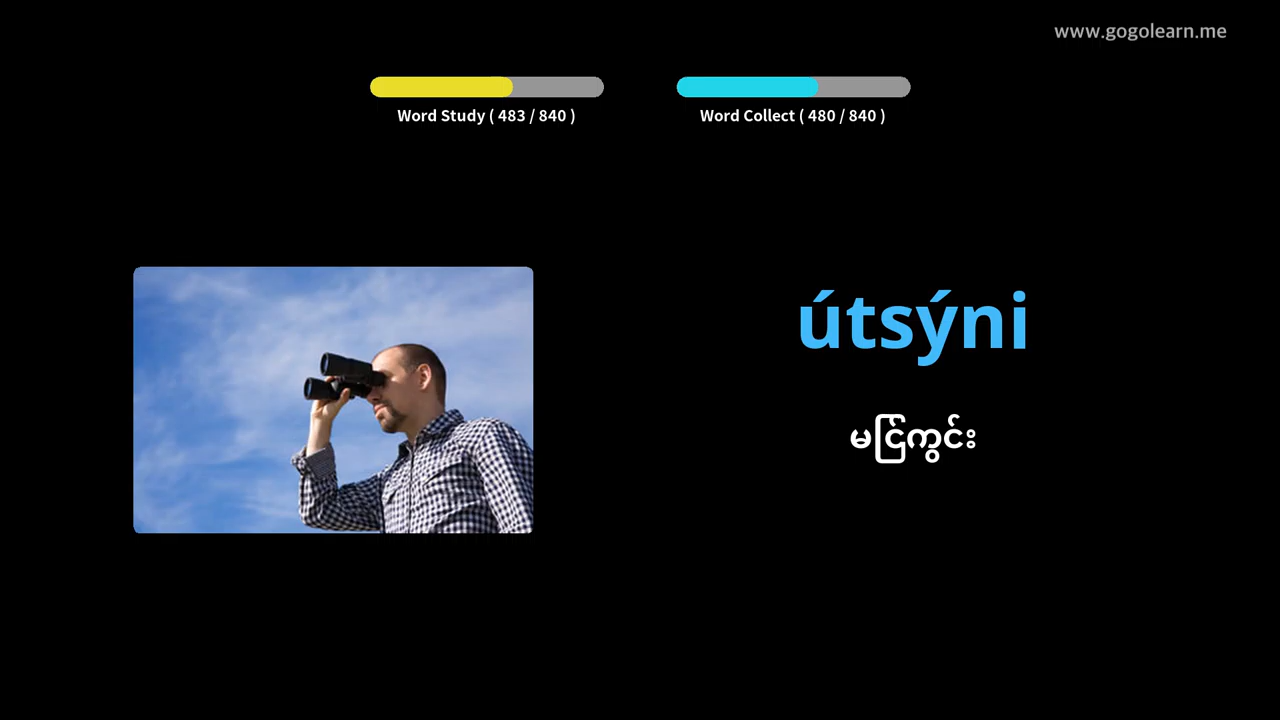 www.gogolearn.me
Word Study ( 483 / 840 )
Word Collect ( 480 / 840 )
útsýni
မြင်ကွင်း